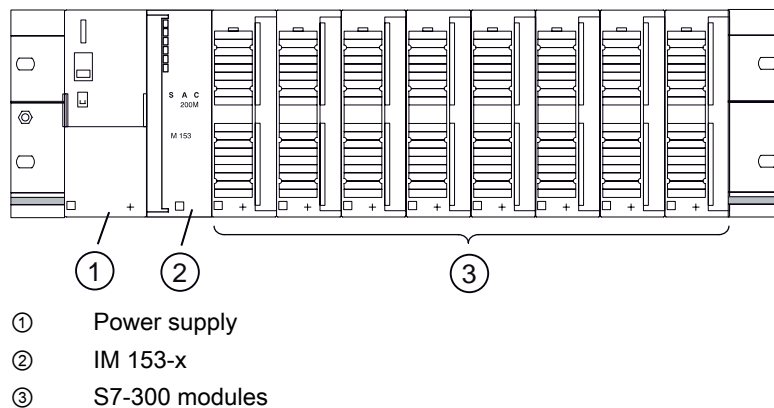 S A C
200M
M 153
① ② ③
① Power supply
② IM 153-x
③ S7-300 modules